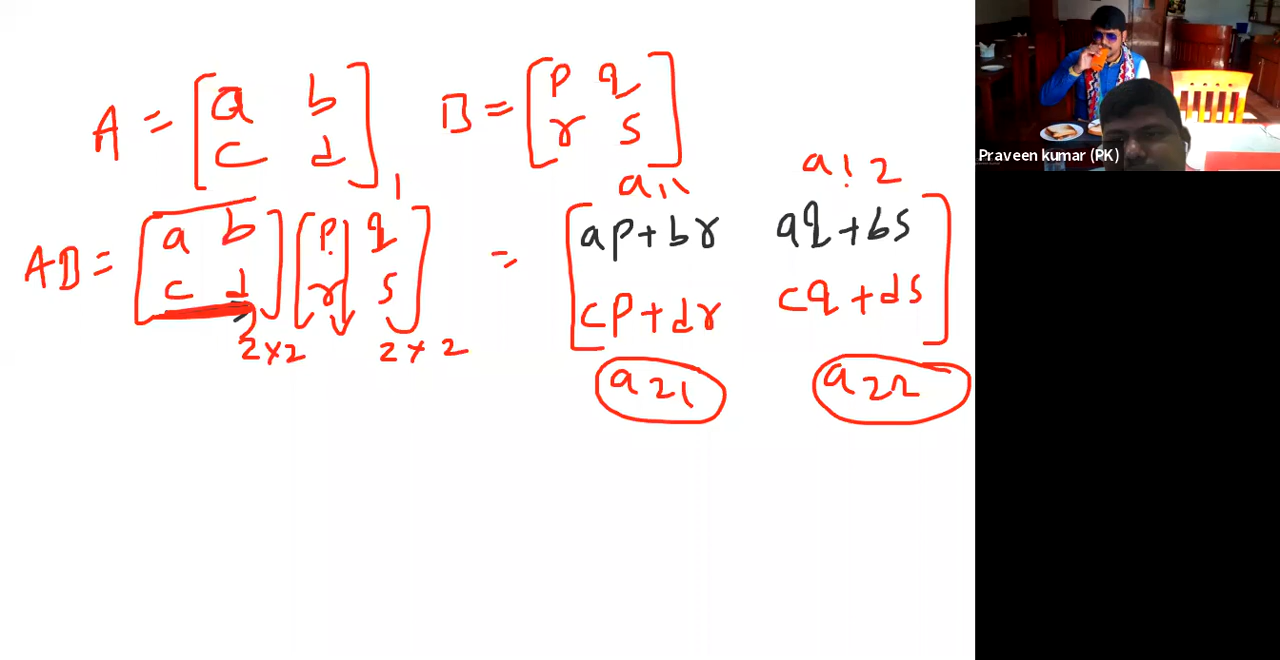 A = [a b
c d], B = [p q
r s]
a11 a12
AB = [a b
c d] [p q
r s] = [ap+br aq+bs
cp+dr cq+ds]
2×2 2×2
a21 a22
Praveen kumar (PK)